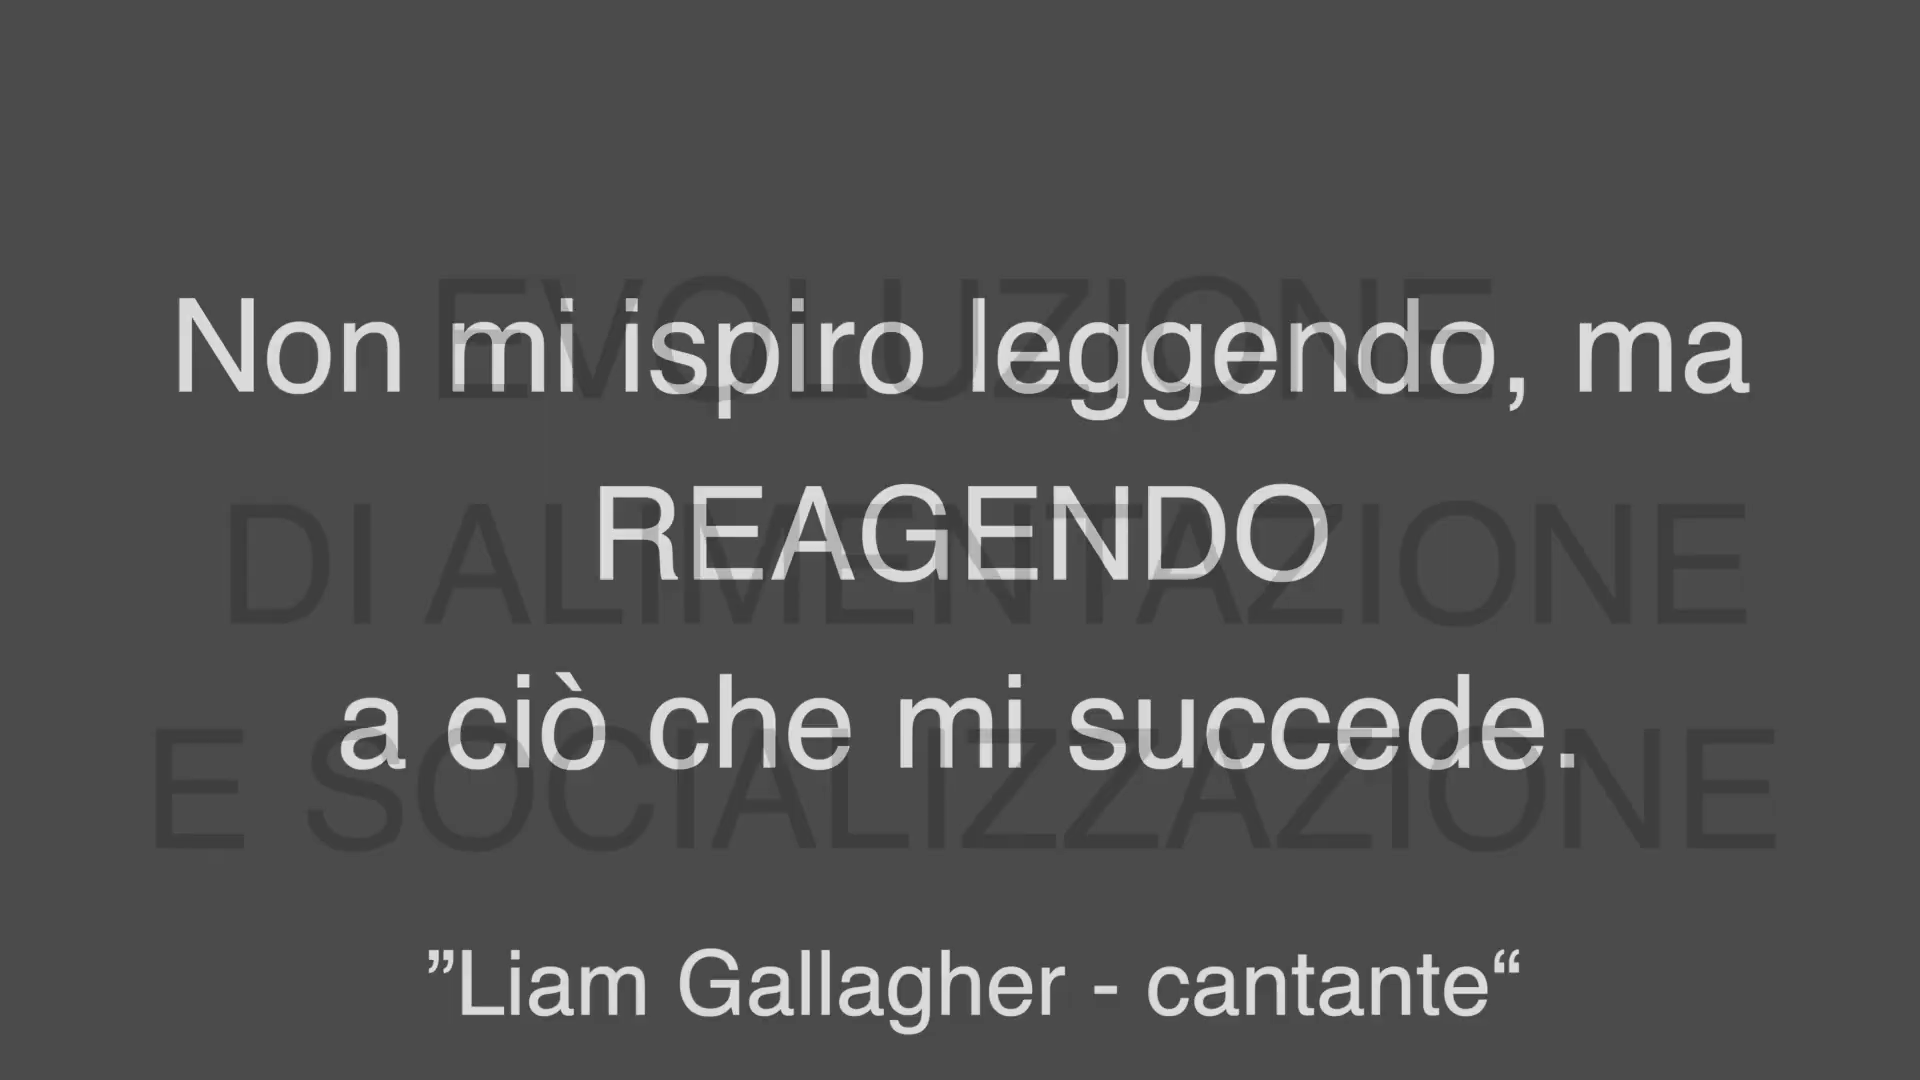 Non mi ispiro leggendo, ma
REAGENDO
a ciò che mi succede.
”Liam Gallagher - cantante“
EVOLUZIONE
DI ALIMENTAZIONE
E SOCIALIZZAZIONE